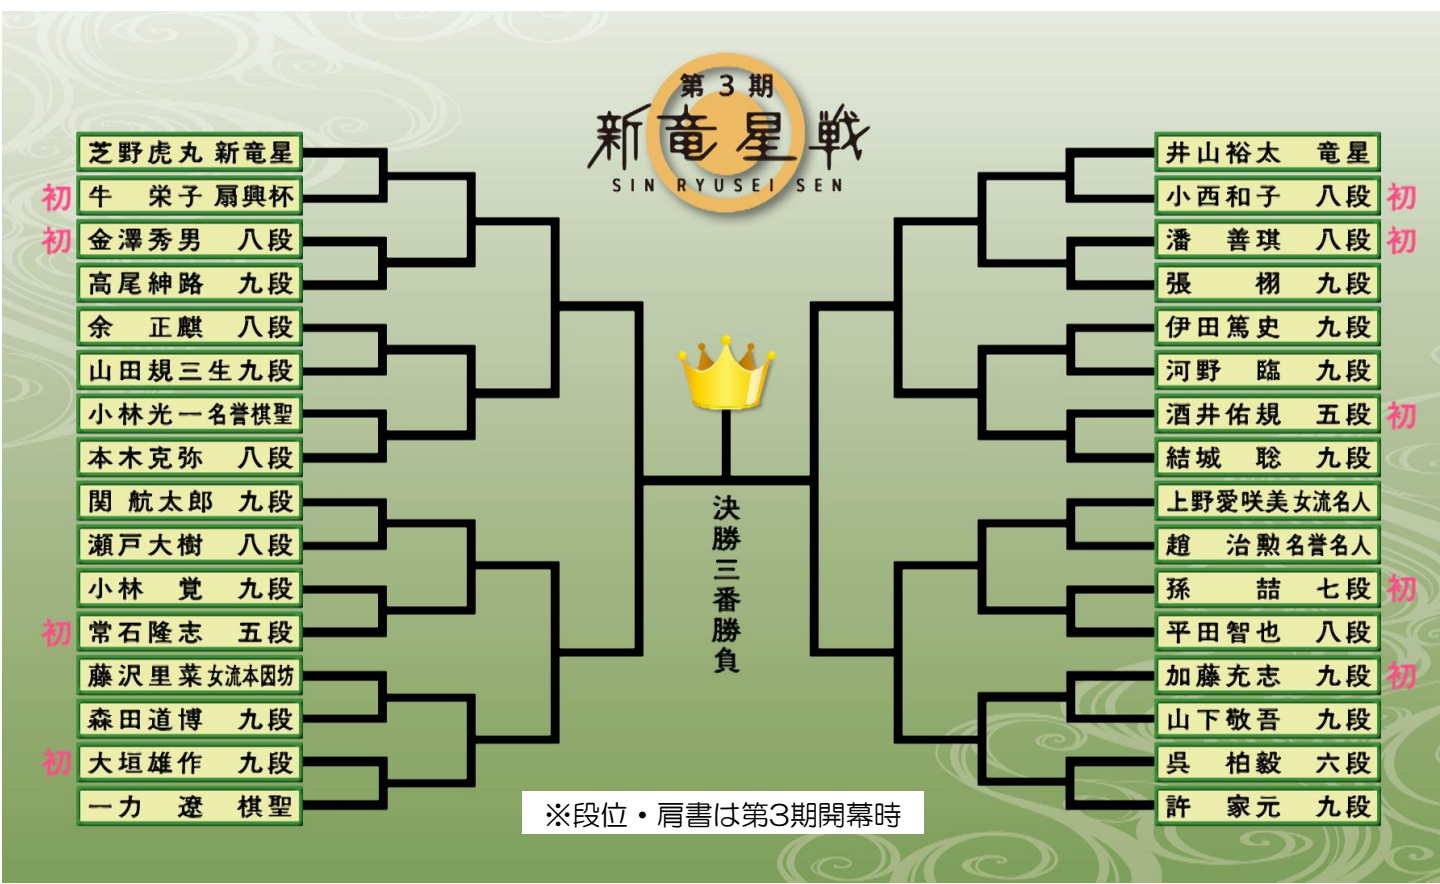 第3期
新竜星戦
SIN RYUSEI SEN
芝野虎丸 新竜星
初 牛 栄子 扇興杯
初 金澤秀男 八段
高尾紳路 九段
余 正麒 八段
山田規三生 九段
小林光一 名誉棋聖
本木克弥 八段
関 航太郎 九段
瀬戸大樹 八段
小林 覚 九段
初 常石隆志 五段
藤沢里菜 女流本因坊
森田道博 九段
初 大垣雄作 九段
一力 遼 棋聖
決勝三番勝負
井山裕太 竜星
小西和子 八段 初
潘 善琪 八段 初
張 栩 九段
伊田篤史 九段
河野 臨 九段
酒井佑規 五段 初
結城 聡 九段
上野愛咲美 女流名人
趙 治勲 名誉名人
孫 喆 七段 初
平田智也 八段
加藤充志 九段 初
山下敬吾 九段
呉 柏毅 六段
許 家元 九段
※段位・肩書は第3期開幕時